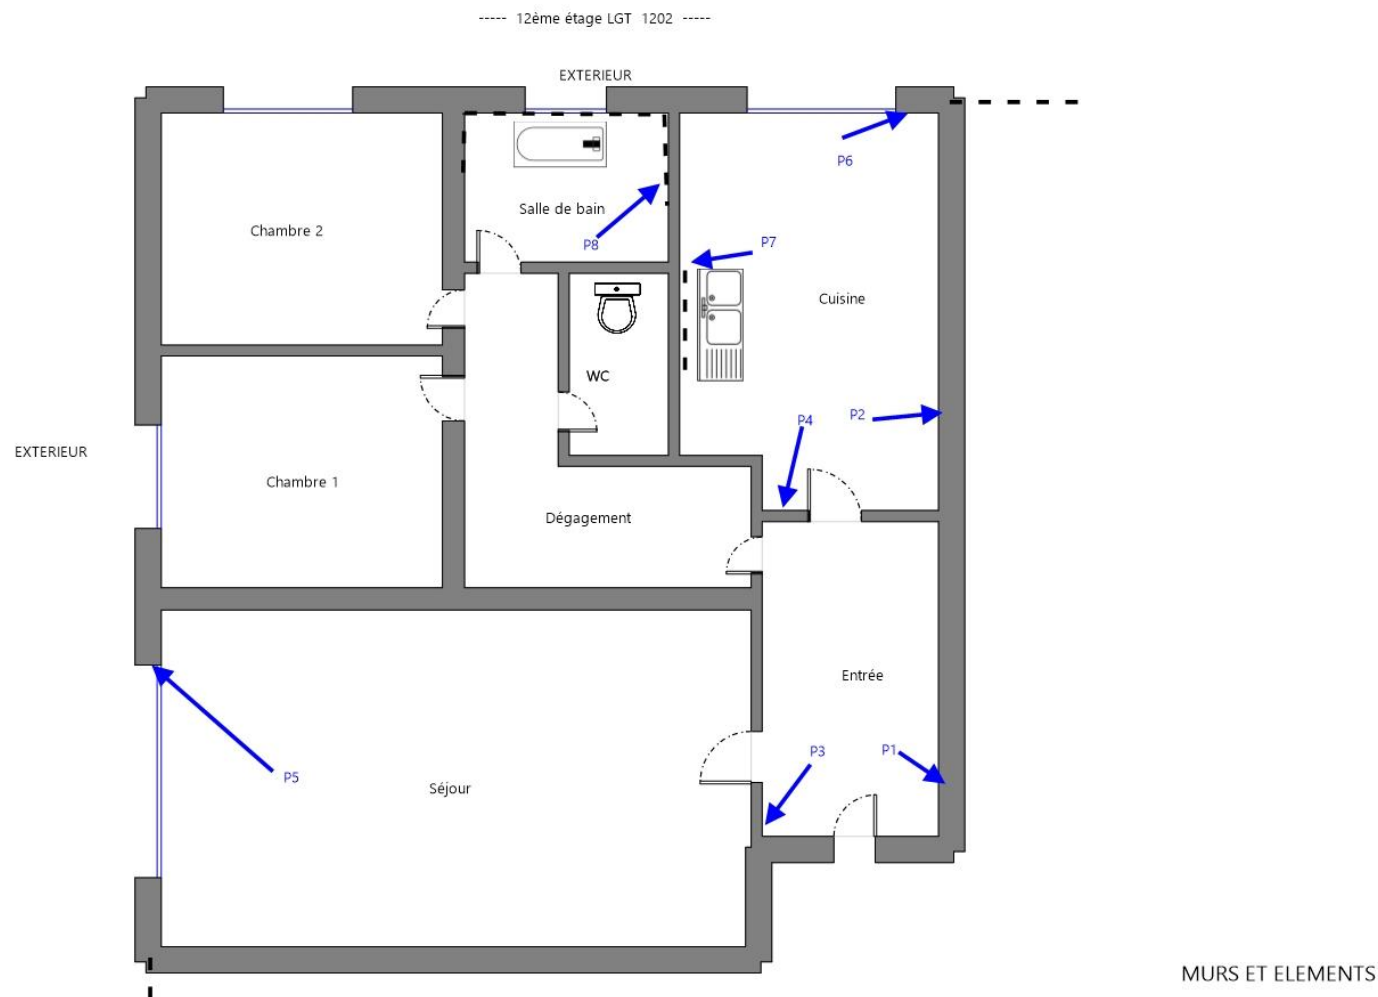 ----- 12ème étage LGT 1202 -----
EXTERIEUR
P6
Salle de bain
Chambre 2
P8
P7
Cuisine
WC
P2
P4
EXTERIEUR
Chambre 1
Dégagement
Entrée
P3
P1
P5
Séjour
MURS ET ELEMENTS